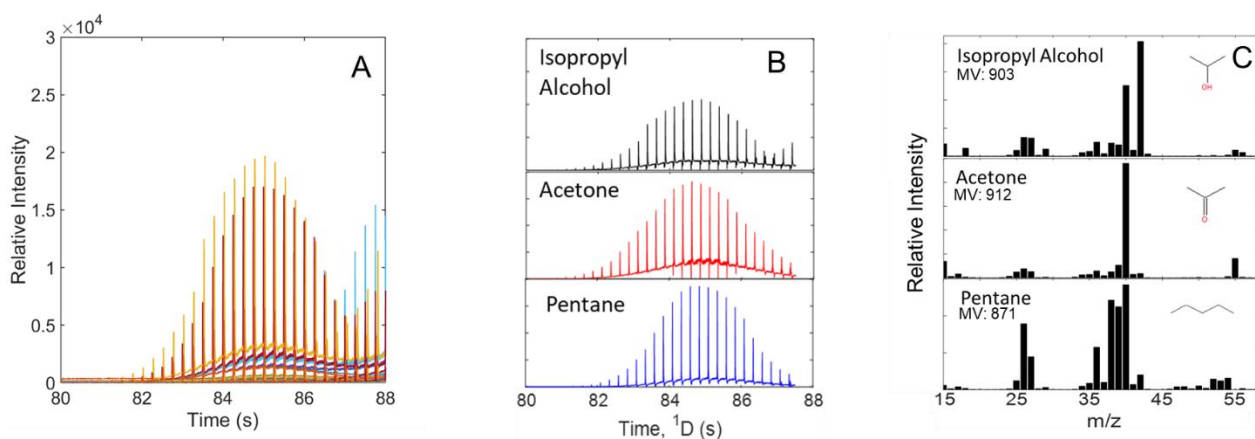 ×10⁴
3
2.5
2
1.5
1
0.5
0
80 82 84 86 88
Time (s)
Relative Intensity
A
Isopropyl
Alcohol
B
Acetone
Pentane
80 82 84 86 88
Time, ¹D (s)
Isopropyl Alcohol
MV: 903
C
OH
Acetone
MV: 912
O
Pentane
MV: 871
15 25 35 45 55
m/z
Relative Intensity